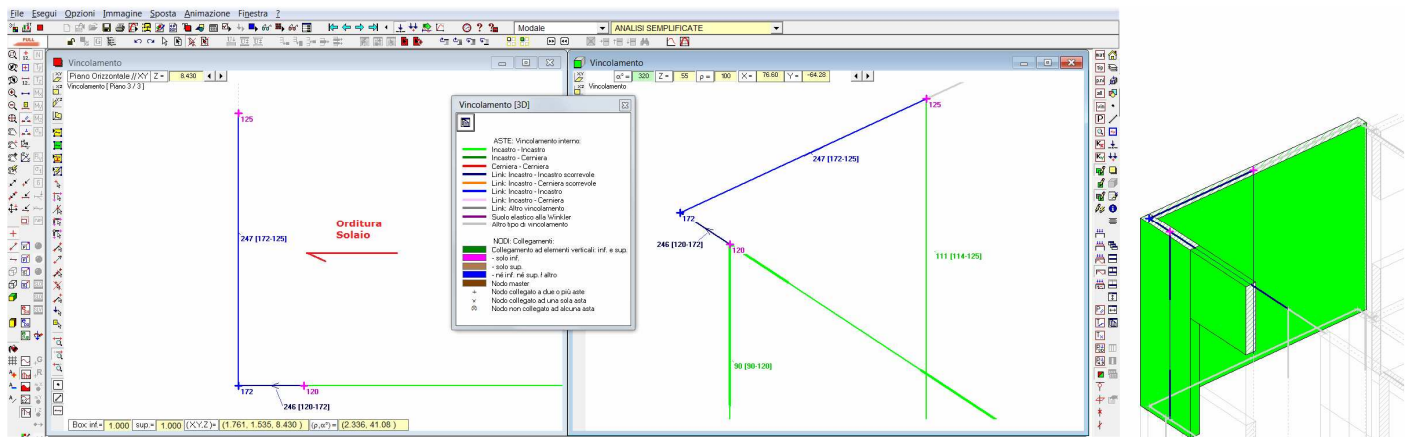 File Esegui Opzioni Immagine Sposta Animazione Finestra ?
Modale ANALISI SEMPLIFICATE
FULL
Vincolamento
Piano Orizzontale //XY Z = 8.430
Vincolamento [ Piano 3 / 3 ]
125
247 [172-125]
Orditura
Solaio
172
120
246 [120-172]
Box: inf.= 1.000 sup.= 1.000 (X,Y,Z)= (1.761, 1.535, 8.430 ) (ρ,α°)= (2.336, 41.08 )
Vincolamento [3D]
ASTE: Vincolamento interno:
Incastro - Incastro
Incastro - Cerniera
Cerniera - Cerniera
Link: Incastro - Incastro scorrevole
Link: Incastro - Cerniera scorrevole
Link: Incastro - Incastro
Link: Incastro - Cerniera
Link: Altro vincolamento
Suolo elastico alla Winkler
Altro tipo di vincolamento
NODI: Collegamenti:
Collegamento ad elementi verticali: inf. e sup.
- solo inf.
- solo sup.
- né inf. né sup. / altro
Nodo master
Nodo collegato a due o più aste
Nodo collegato ad una sola asta
Nodo non collegato ad alcuna asta
Vincolamento
α° = 320 Z = 55 ρ = 100 X = 76.60 Y = -64.28
Vincolamento
125
247 [172-125]
172
246 [120-172]
120
111 [114-125]
90 [90-120]